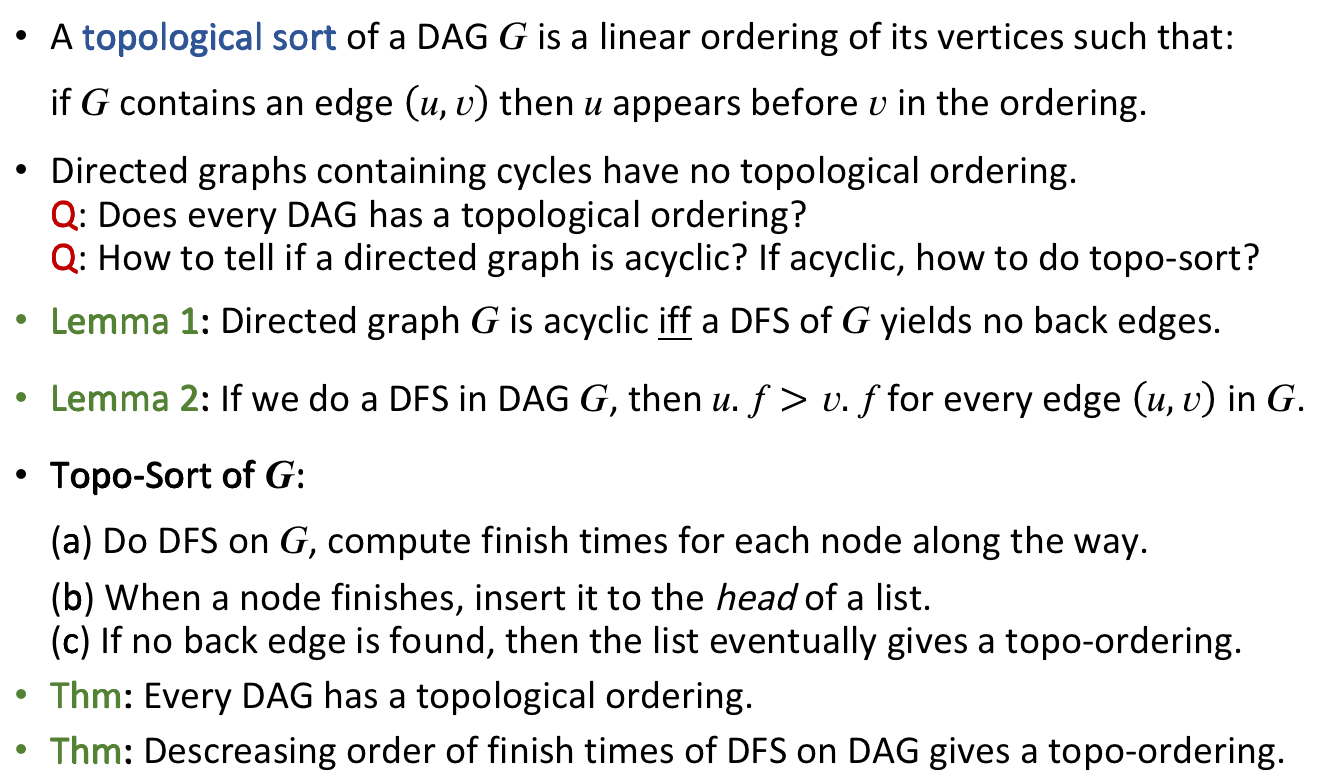 • A topological sort of a DAG G is a linear ordering of its vertices such that:
if G contains an edge (u, v) then u appears before v in the ordering.
• Directed graphs containing cycles have no topological ordering.
Q: Does every DAG has a topological ordering?
Q: How to tell if a directed graph is acyclic? If acyclic, how to do topo-sort?
• Lemma 1: Directed graph G is acyclic iff a DFS of G yields no back edges.
• Lemma 2: If we do a DFS in DAG G, then u. f > v. f for every edge (u, v) in G.
• Topo-Sort of G:
(a) Do DFS on G, compute finish times for each node along the way.
(b) When a node finishes, insert it to the head of a list.
(c) If no back edge is found, then the list eventually gives a topo-ordering.
• Thm: Every DAG has a topological ordering.
• Thm: Descreasing order of finish times of DFS on DAG gives a topo-ordering.